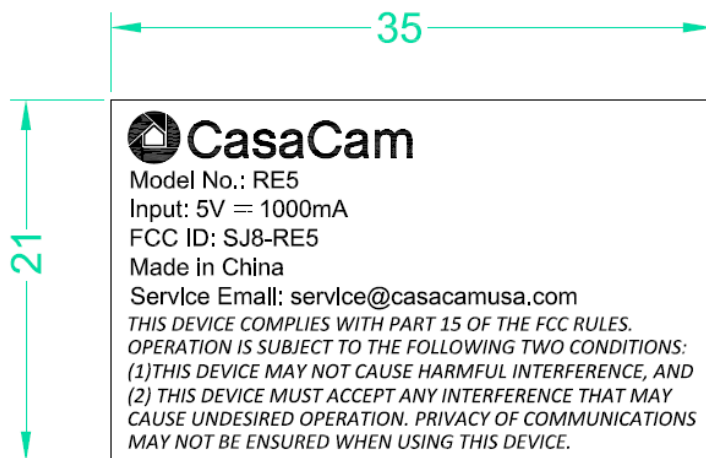 35
21
CasaCam
Model No.: RE5
Input: 5V ⎓ 1000mA
FCC ID: SJ8-RE5
Made in China
Service Email: service@casacamusa.com
THIS DEVICE COMPLIES WITH PART 15 OF THE FCC RULES.
OPERATION IS SUBJECT TO THE FOLLOWING TWO CONDITIONS:
(1)THIS DEVICE MAY NOT CAUSE HARMFUL INTERFERENCE, AND
(2) THIS DEVICE MUST ACCEPT ANY INTERFERENCE THAT MAY
CAUSE UNDESIRED OPERATION. PRIVACY OF COMMUNICATIONS
MAY NOT BE ENSURED WHEN USING THIS DEVICE.